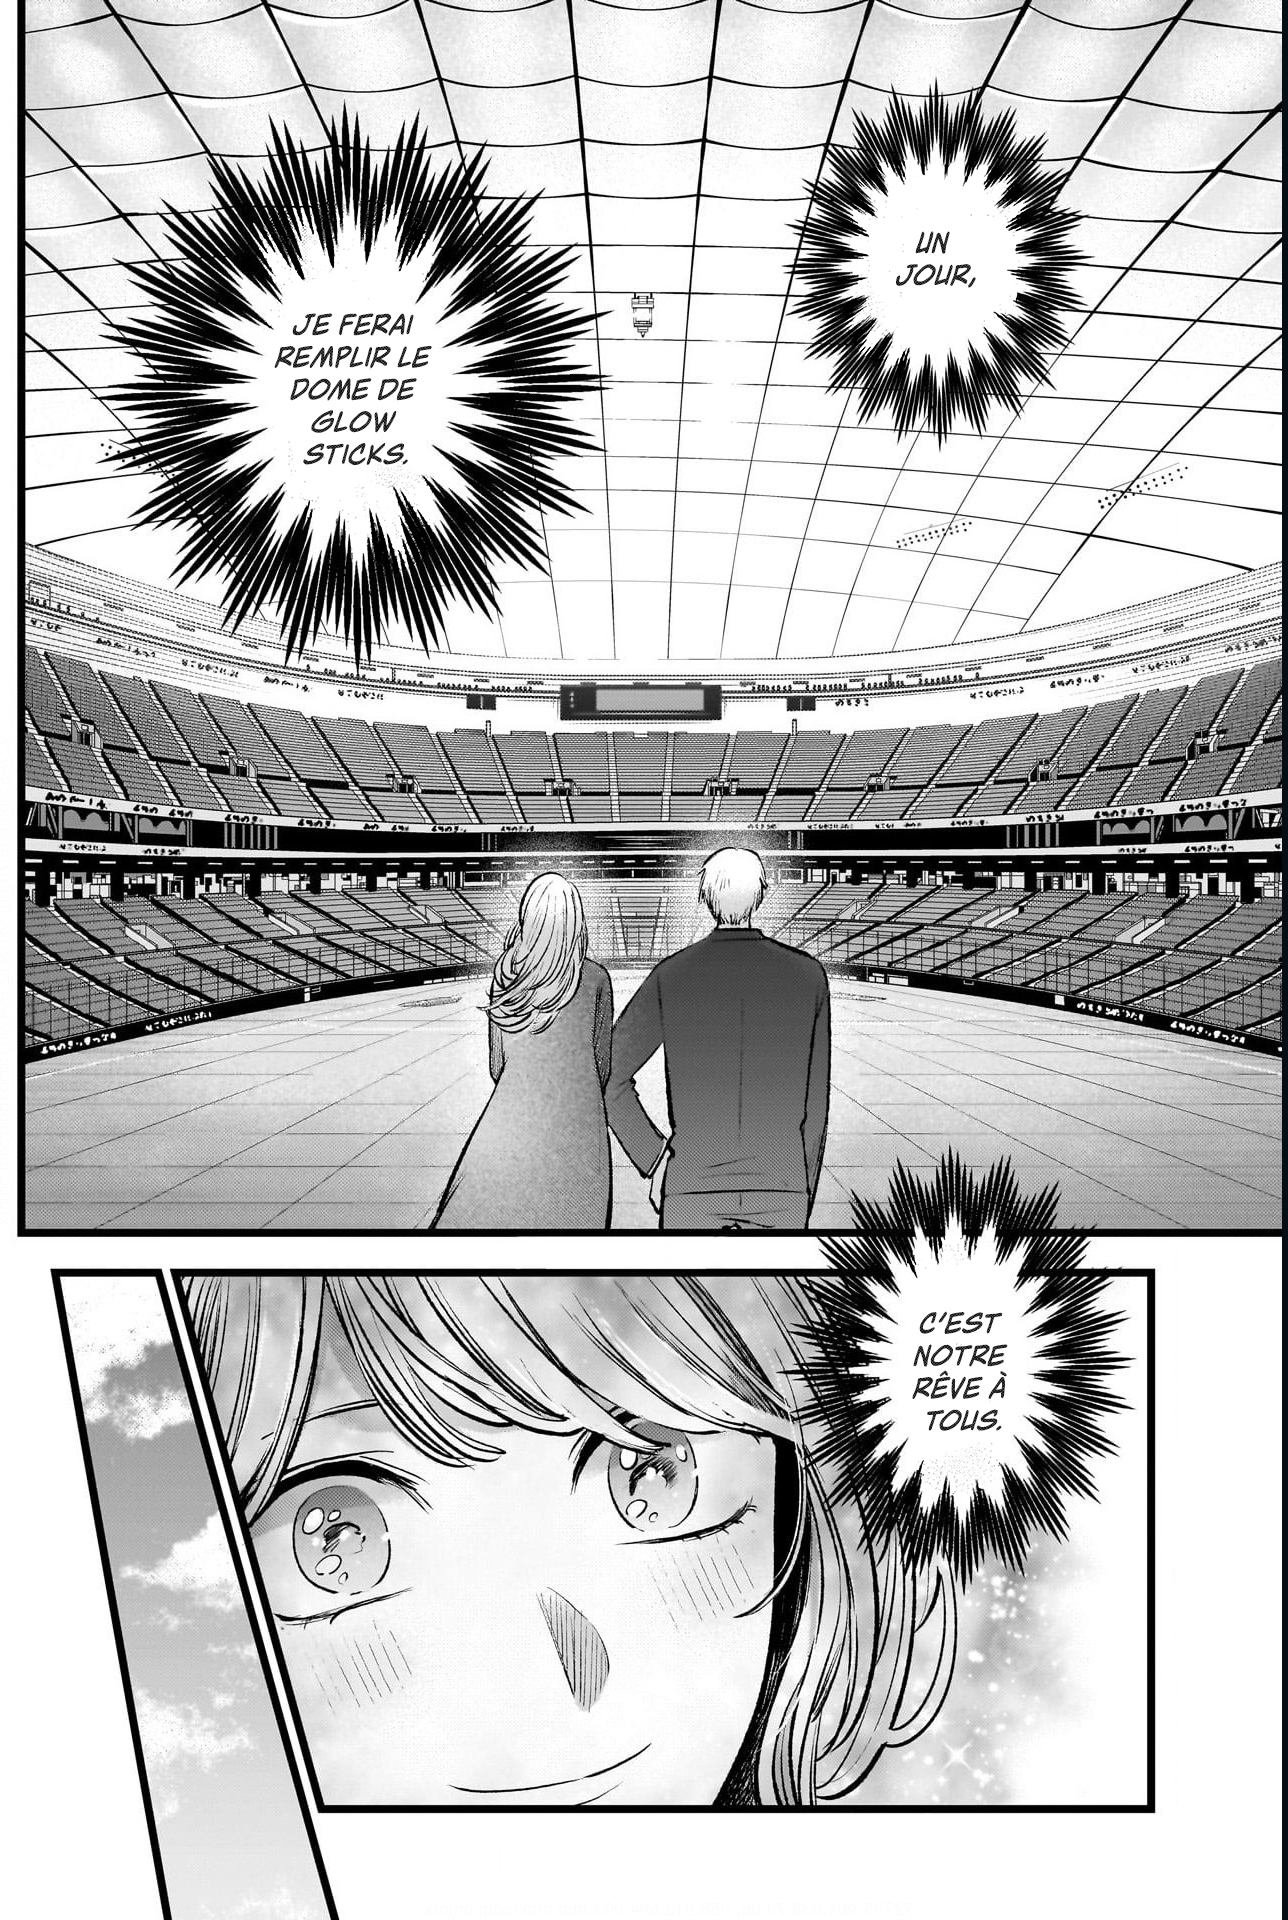 UN
JOUR,
JE FERAI
REMPLIR LE
DOME DE
GLOW
STICKS.
C'EST
NOTRE
RÊVE À
TOUS.